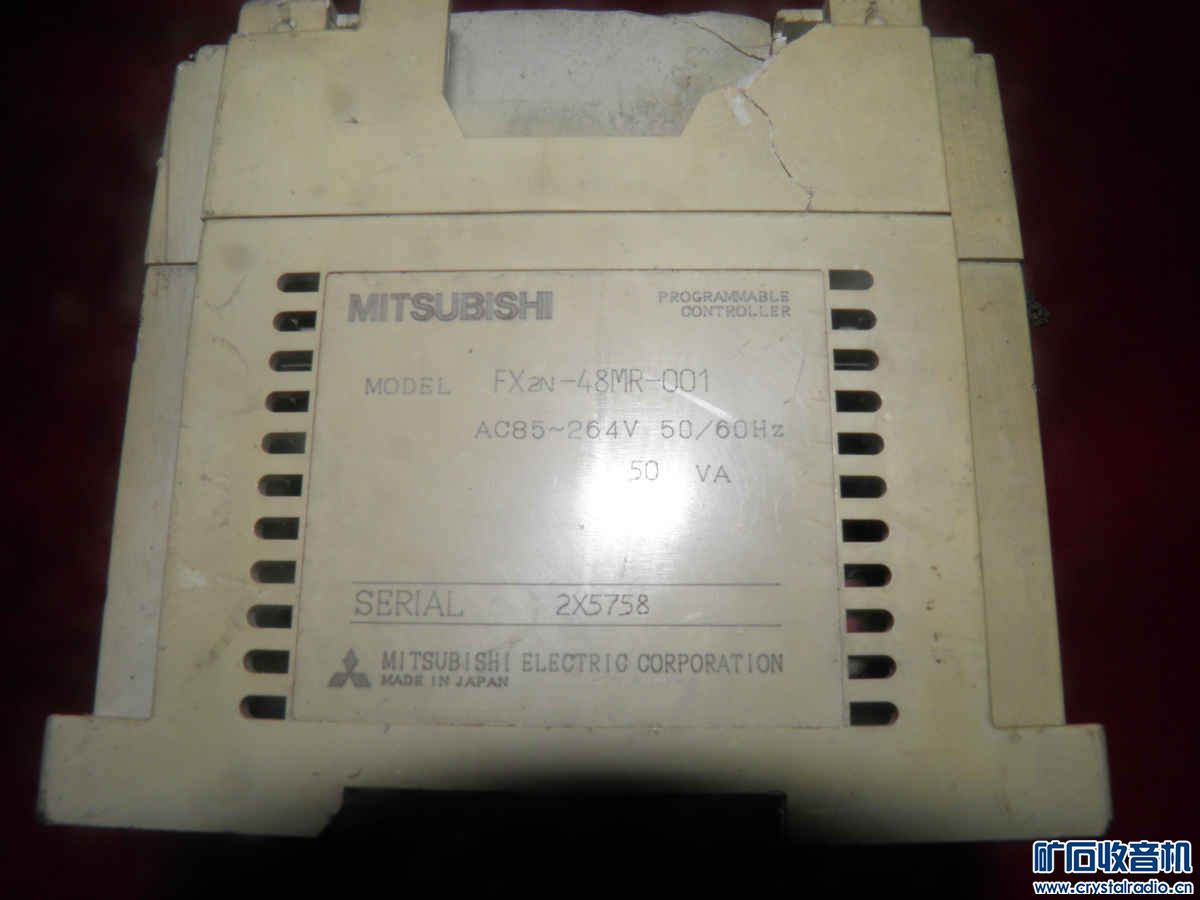 MITSUBISHI
PROGRAMMABLE
CONTROLLER
MODEL FX2N-48MR-001
AC85~264V 50/60Hz
50 VA
SERIAL 2X5758
MITSUBISHI ELECTRIC CORPORATION
MADE IN JAPAN
矿石收音机
www.crystalradio.cn